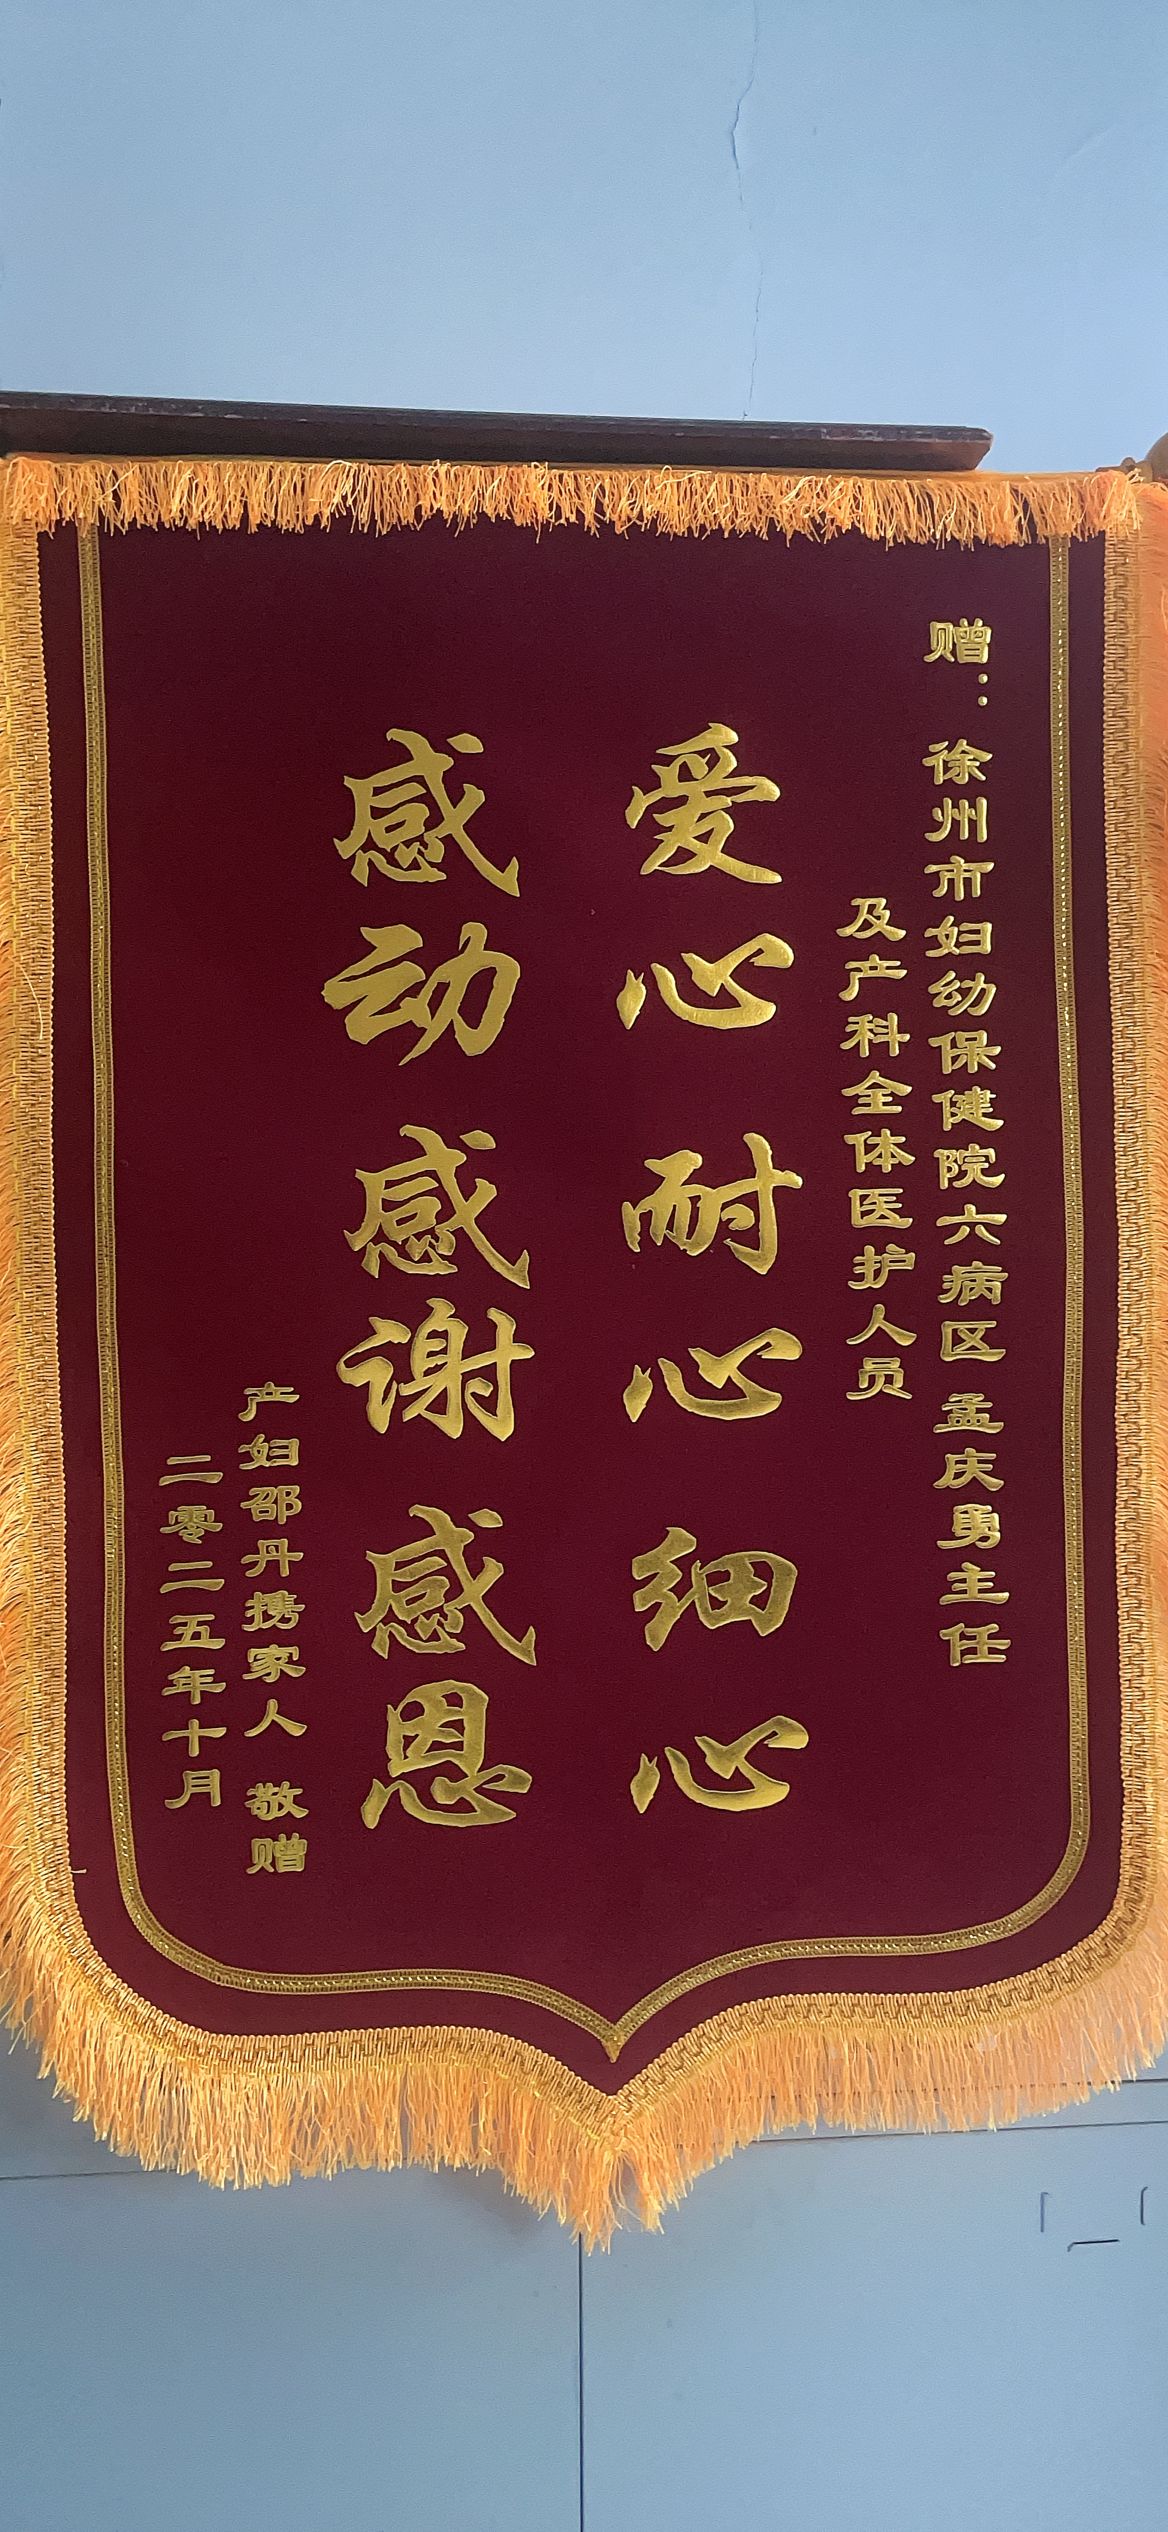 赠：徐州市妇幼保健院六病区 孟庆勇主任
及产科全体医护人员
爱心 耐心 细心
感动 感谢 感恩
产妇邵丹携家人 敬赠
二零二五年十月